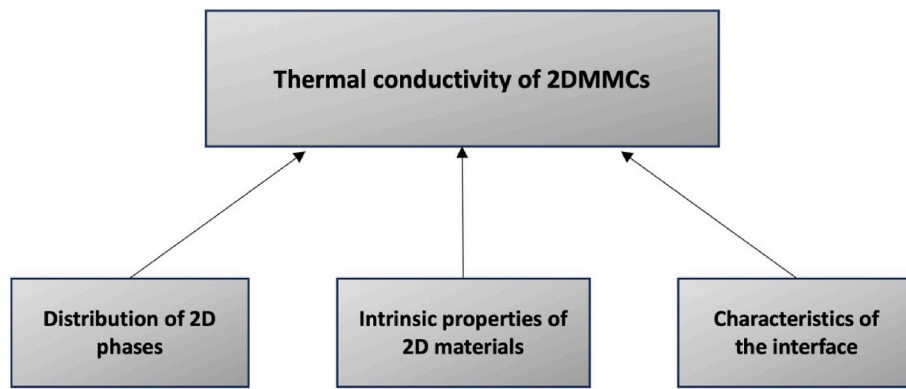 Thermal conductivity of 2DMMCs
Distribution of 2D
phases
Intrinsic properties of
2D materials
Characteristics of
the interface